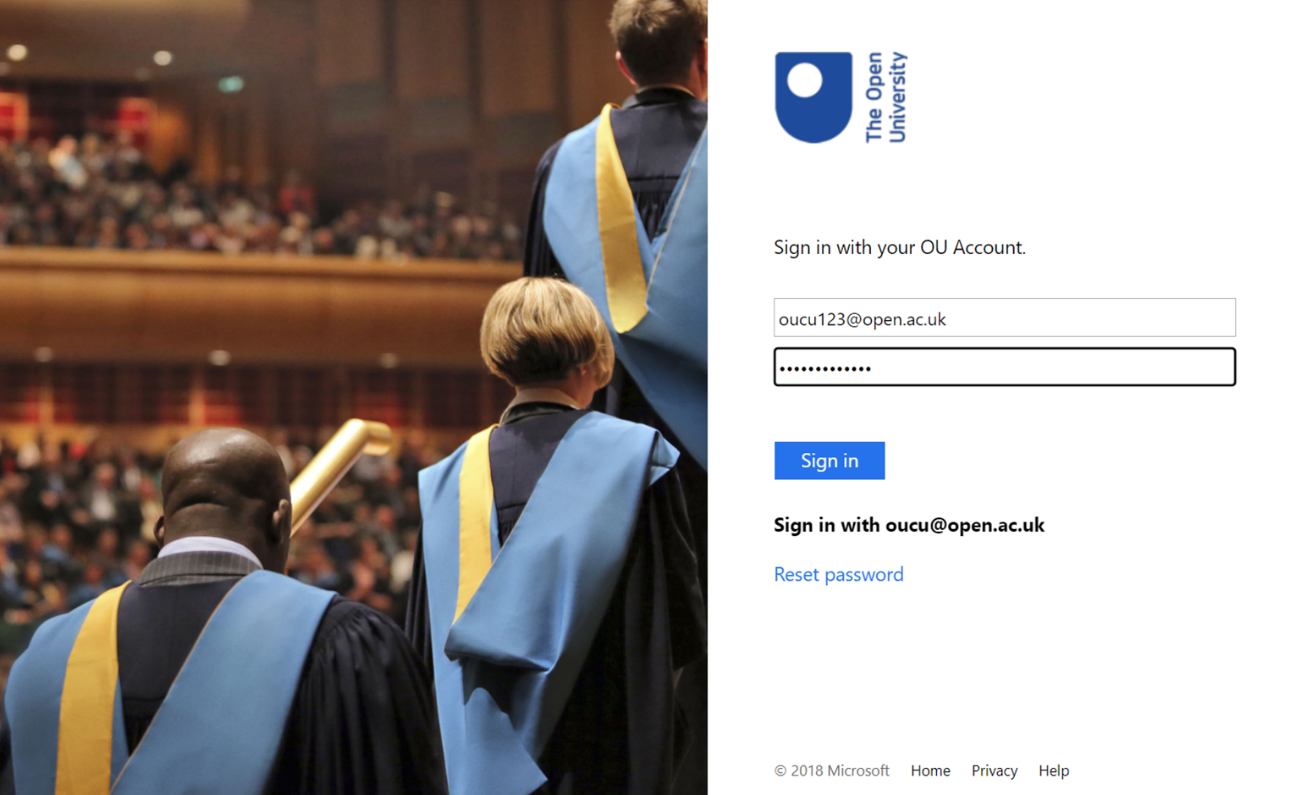 The Open
University
Sign in with your OU Account.
oucu123@open.ac.uk
•••••••••••••
Sign in
Sign in with oucu@open.ac.uk
Reset password
© 2018 Microsoft Home Privacy Help